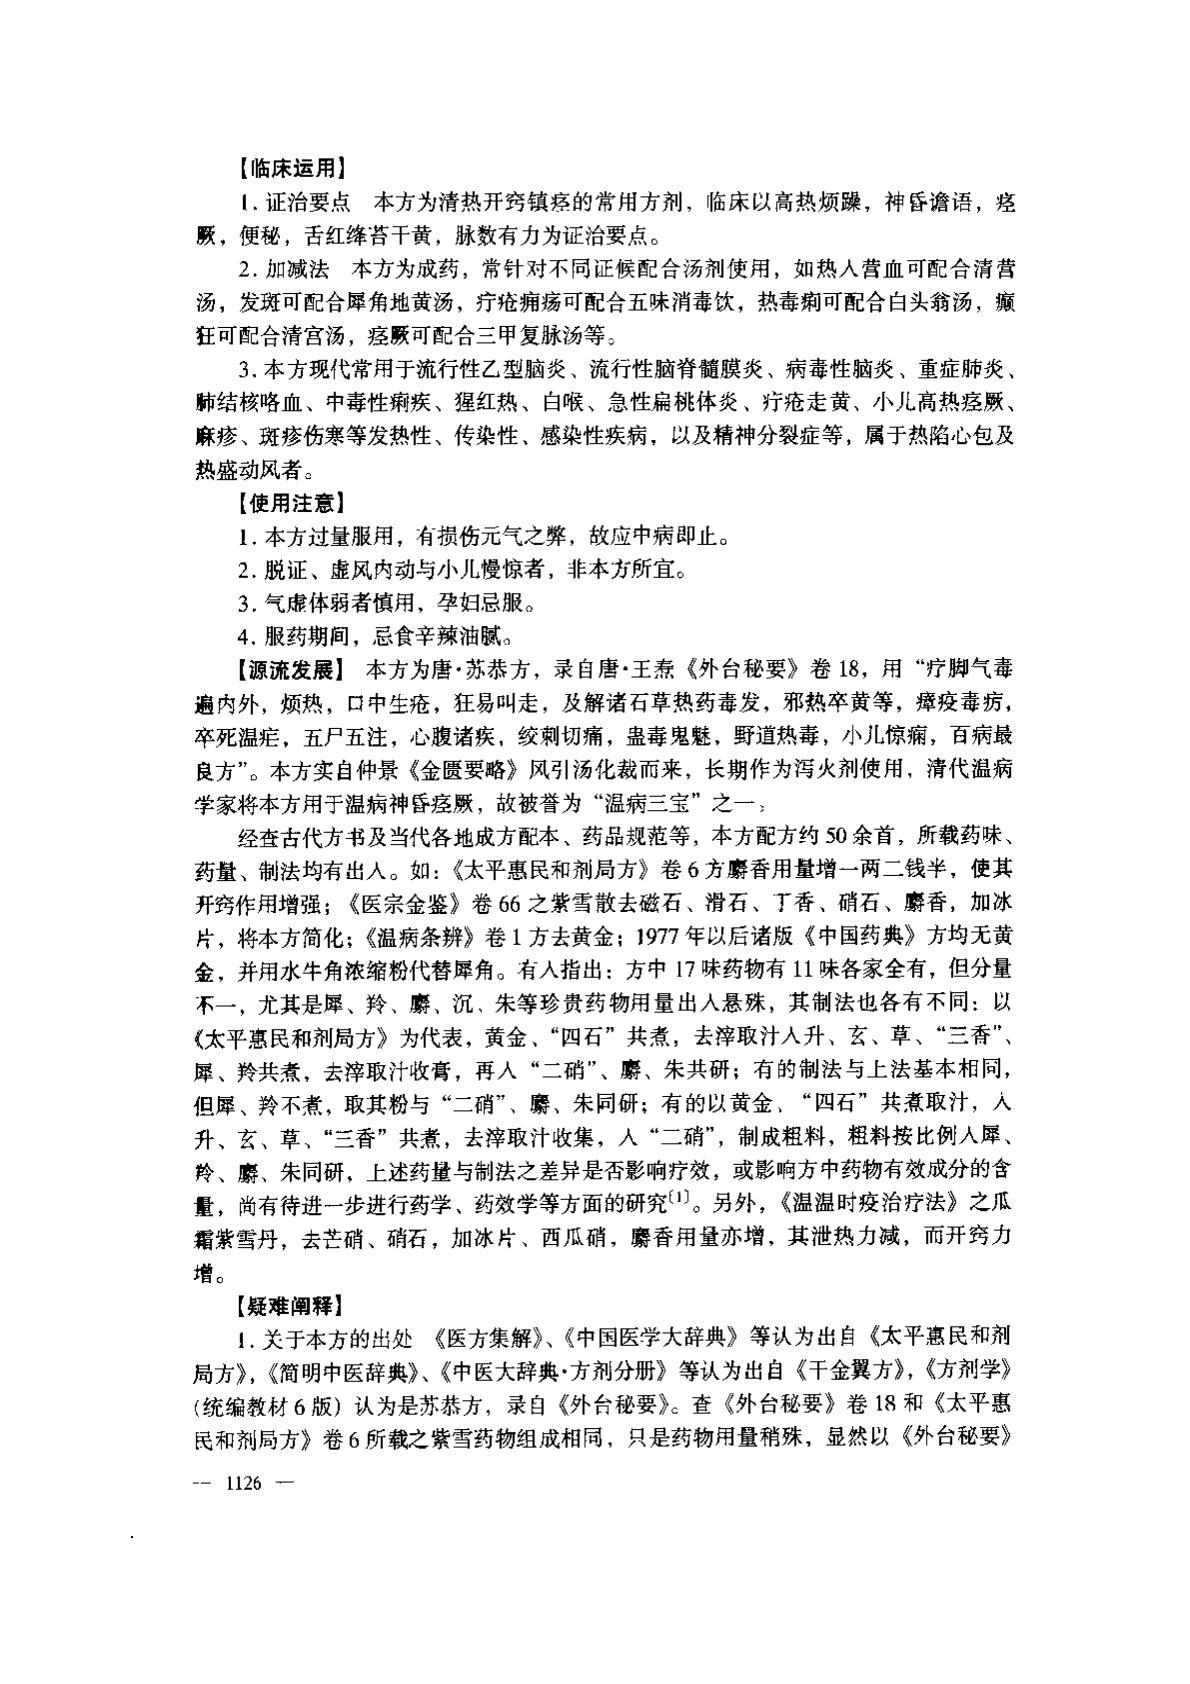 【临床运用】
1. 证治要点　本方为清热开窍镇痉的常用方剂，临床以高热烦躁，神昏谵语，痉
厥，便秘，舌红绛苔干黄，脉数有力为证治要点。
2. 加减法　本方为成药，常针对不同证候配合汤剂使用，如热入营血可配合清营
汤，发斑可配合犀角地黄汤，疔疮痈疡可配合五味消毒饮，热毒痢可配合白头翁汤，癫
狂可配合清宫汤，痉厥可配合三甲复脉汤等。
3. 本方现代常用于流行性乙型脑炎、流行性脑脊髓膜炎、病毒性脑炎、重症肺炎、
肺结核咯血、中毒性痢疾、猩红热、白喉、急性扁桃体炎、疔疮走黄、小儿高热痉厥、
麻疹、斑疹伤寒等发热性、传染性、感染性疾病，以及精神分裂症等，属于热陷心包及
热盛动风者。
【使用注意】
1. 本方过量服用，有损伤元气之弊，故应中病即止。
2. 脱证、虚风内动与小儿慢惊者，非本方所宜。
3. 气虚体弱者慎用，孕妇忌服。
4. 服药期间，忌食辛辣油腻。
【源流发展】　本方为唐·苏恭方，录自唐·王焘《外台秘要》卷 18，用“疗脚气毒
遍内外，烦热，口中生疮，狂易叫走，及解诸石草热药毒发，邪热卒黄等，瘴疫毒疠，
卒死温疟，五尸五注，心腹诸疾，绞刺切痛，蛊毒鬼魅，野道热毒，小儿惊痫，百病最
良方”。本方实自仲景《金匮要略》风引汤化裁而来，长期作为泻火剂使用，清代温病
学家将本方用于温病神昏痉厥，故被誉为“温病三宝”之一。
经查古代方书及当代各地成方配本、药品规范等，本方配方约 50 余首，所载药味、
药量、制法均有出入。如：《太平惠民和剂局方》卷 6 方麝香用量增一两二钱半，使其
开窍作用增强；《医宗金鉴》卷 66 之紫雪散去磁石、滑石、丁香、硝石、麝香，加冰
片，将本方简化；《温病条辨》卷 1 方去黄金；1977 年以后诸版《中国药典》方均无黄
金，并用水牛角浓缩粉代替犀角。有人指出：方中 17 味药物有 11 味各家全有，但分量
不一，尤其是犀、羚、麝、沉、朱等珍贵药物用量出入悬殊，其制法也各有不同：以
《太平惠民和剂局方》为代表，黄金、“四石”共煮，去滓取汁入升、玄、草、“三香”、
犀、羚共煮，去滓取汁收膏，再入“二硝”、麝、朱共研；有的制法与上法基本相同，
但犀、羚不煮，取其粉与“二硝”、麝、朱同研；有的以黄金、“四石”共煮取汁，入
升、玄、草、“三香”共煮，去滓取汁收集，入“二硝”，制成粗料，粗料按比例入犀、
羚、麝、朱同研，上述药量与制法之差异是否影响疗效，或影响方中药物有效成分的含
量，尚有待进一步进行药学、药效学等方面的研究〔1〕。另外，《温温时疫治疗法》之瓜
霜紫雪丹，去芒硝、硝石，加冰片、西瓜硝，麝香用量亦增，其泄热力减，而开窍力
增。
【疑难阐释】
1. 关于本方的出处　《医方集解》、《中国医学大辞典》等认为出自《太平惠民和剂
局方》，《简明中医辞典》、《中医大辞典·方剂分册》等认为出自《千金翼方》，《方剂学》
（统编教材 6 版）认为是苏恭方，录自《外台秘要》。查《外台秘要》卷 18 和《太平惠
民和剂局方》卷 6 所载之紫雪药物组成相同，只是药物用量稍殊，显然以《外台秘要》
— 1126 —